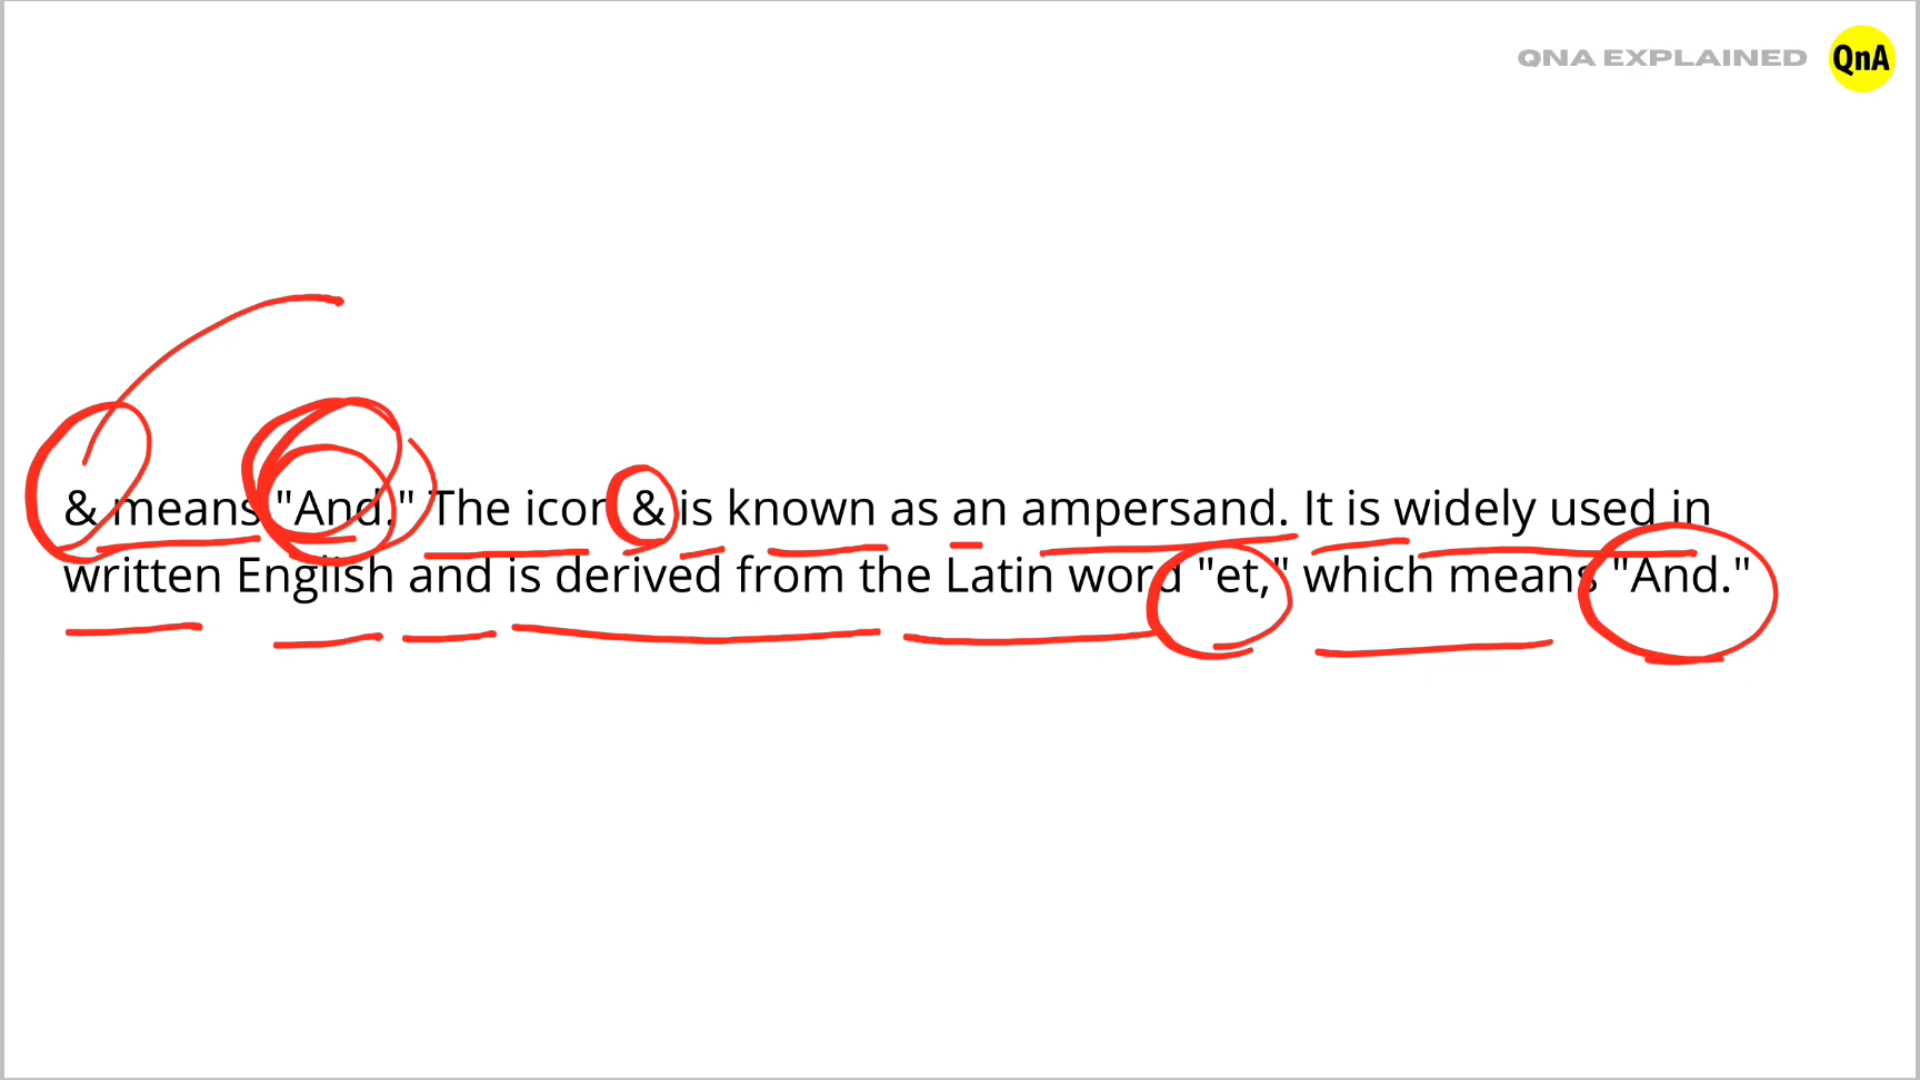 QNA EXPLAINED QnA
& means "And." The icon & is known as an ampersand. It is widely used in
written English and is derived from the Latin word "et," which means "And."